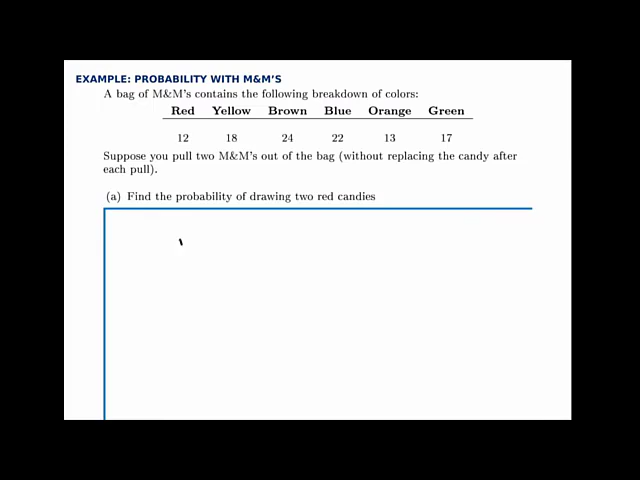 EXAMPLE: PROBABILITY WITH M&M'S
A bag of M&M's contains the following breakdown of colors:
Red Yellow Brown Blue Orange Green
12 18 24 22 13 17
Suppose you pull two M&M's out of the bag (without replacing the candy after
each pull).
(a) Find the probability of drawing two red candies